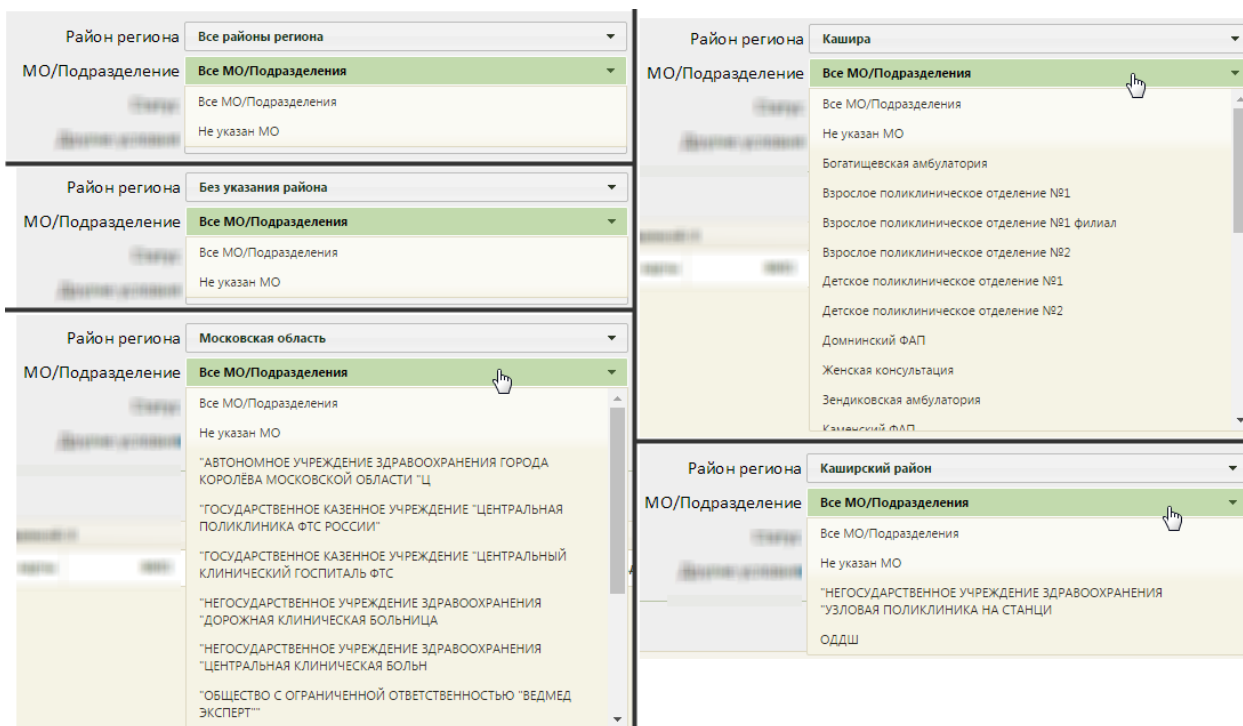 Район региона Все районы региона
МО/Подразделение Все МО/Подразделения
Все МО/Подразделения
Не указан МО
Район региона Без указания района
МО/Подразделение Все МО/Подразделения
Все МО/Подразделения
Не указан МО
Район региона Московская область
МО/Подразделение Все МО/Подразделения
Все МО/Подразделения
Не указан МО
"АВТОНОМНОЕ УЧРЕЖДЕНИЕ ЗДРАВООХРАНЕНИЯ ГОРОДА
КОРОЛЁВА МОСКОВСКОЙ ОБЛАСТИ "Ц
"ГОСУДАРСТВЕННОЕ КАЗЕННОЕ УЧРЕЖДЕНИЕ "ЦЕНТРАЛЬНАЯ
ПОЛИКЛИНИКА ФТС РОССИИ"
"ГОСУДАРСТВЕННОЕ КАЗЕННОЕ УЧРЕЖДЕНИЕ "ЦЕНТРАЛЬНЫЙ
КЛИНИЧЕСКИЙ ГОСПИТАЛЬ ФТС
"НЕГОСУДАРСТВЕННОЕ УЧРЕЖДЕНИЕ ЗДРАВООХРАНЕНИЯ
"ДОРОЖНАЯ КЛИНИЧЕСКАЯ БОЛЬНИЦА
"НЕГОСУДАРСТВЕННОЕ УЧРЕЖДЕНИЕ ЗДРАВООХРАНЕНИЯ
"ЦЕНТРАЛЬНАЯ КЛИНИЧЕСКАЯ БОЛЬН
"ОБЩЕСТВО С ОГРАНИЧЕННОЙ ОТВЕТСТВЕННОСТЬЮ "ВЕДМЕД
ЭКСПЕРТ""
Район региона Кашира
МО/Подразделение Все МО/Подразделения
Все МО/Подразделения
Не указан МО
Богатищевская амбулатория
Взрослое поликлиническое отделение №1
Взрослое поликлиническое отделение №1 филиал
Взрослое поликлиническое отделение №2
Детское поликлиническое отделение №1
Детское поликлиническое отделение №2
Домнинский ФАП
Женская консультация
Зендиковская амбулатория
Каменский ФАП
Район региона Каширский район
МО/Подразделение Все МО/Подразделения
Все МО/Подразделения
Не указан МО
"НЕГОСУДАРСТВЕННОЕ УЧРЕЖДЕНИЕ ЗДРАВООХРАНЕНИЯ
"УЗЛОВАЯ ПОЛИКЛИНИКА НА СТАНЦИ
ОДДШ